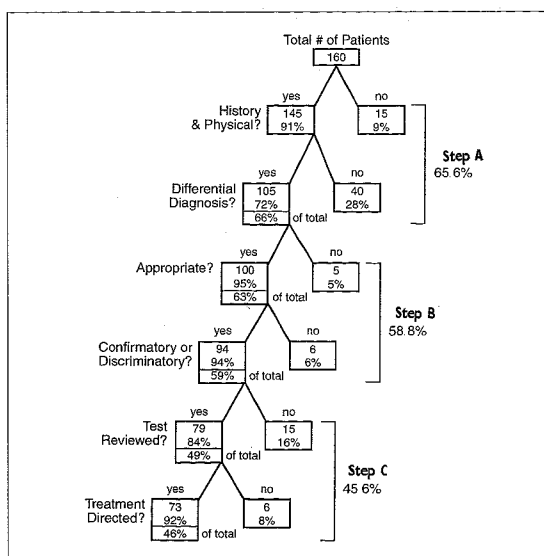 Total # of Patients
160
yes no
History
& Physical?
145
91%
15
9%
Step A
65.6%
yes no
Differential
Diagnosis?
105
72%
66% of total
40
28%
yes no
Appropriate?
100
95%
63% of total
5
5%
Step B
58.8%
yes no
Confirmatory or
Discriminatory?
94
94%
59% of total
6
6%
yes no
Test
Reviewed?
79
84%
49% of total
15
16%
Step C
45 6%
yes no
Treatment
Directed?
73
92%
46% of total
6
8%